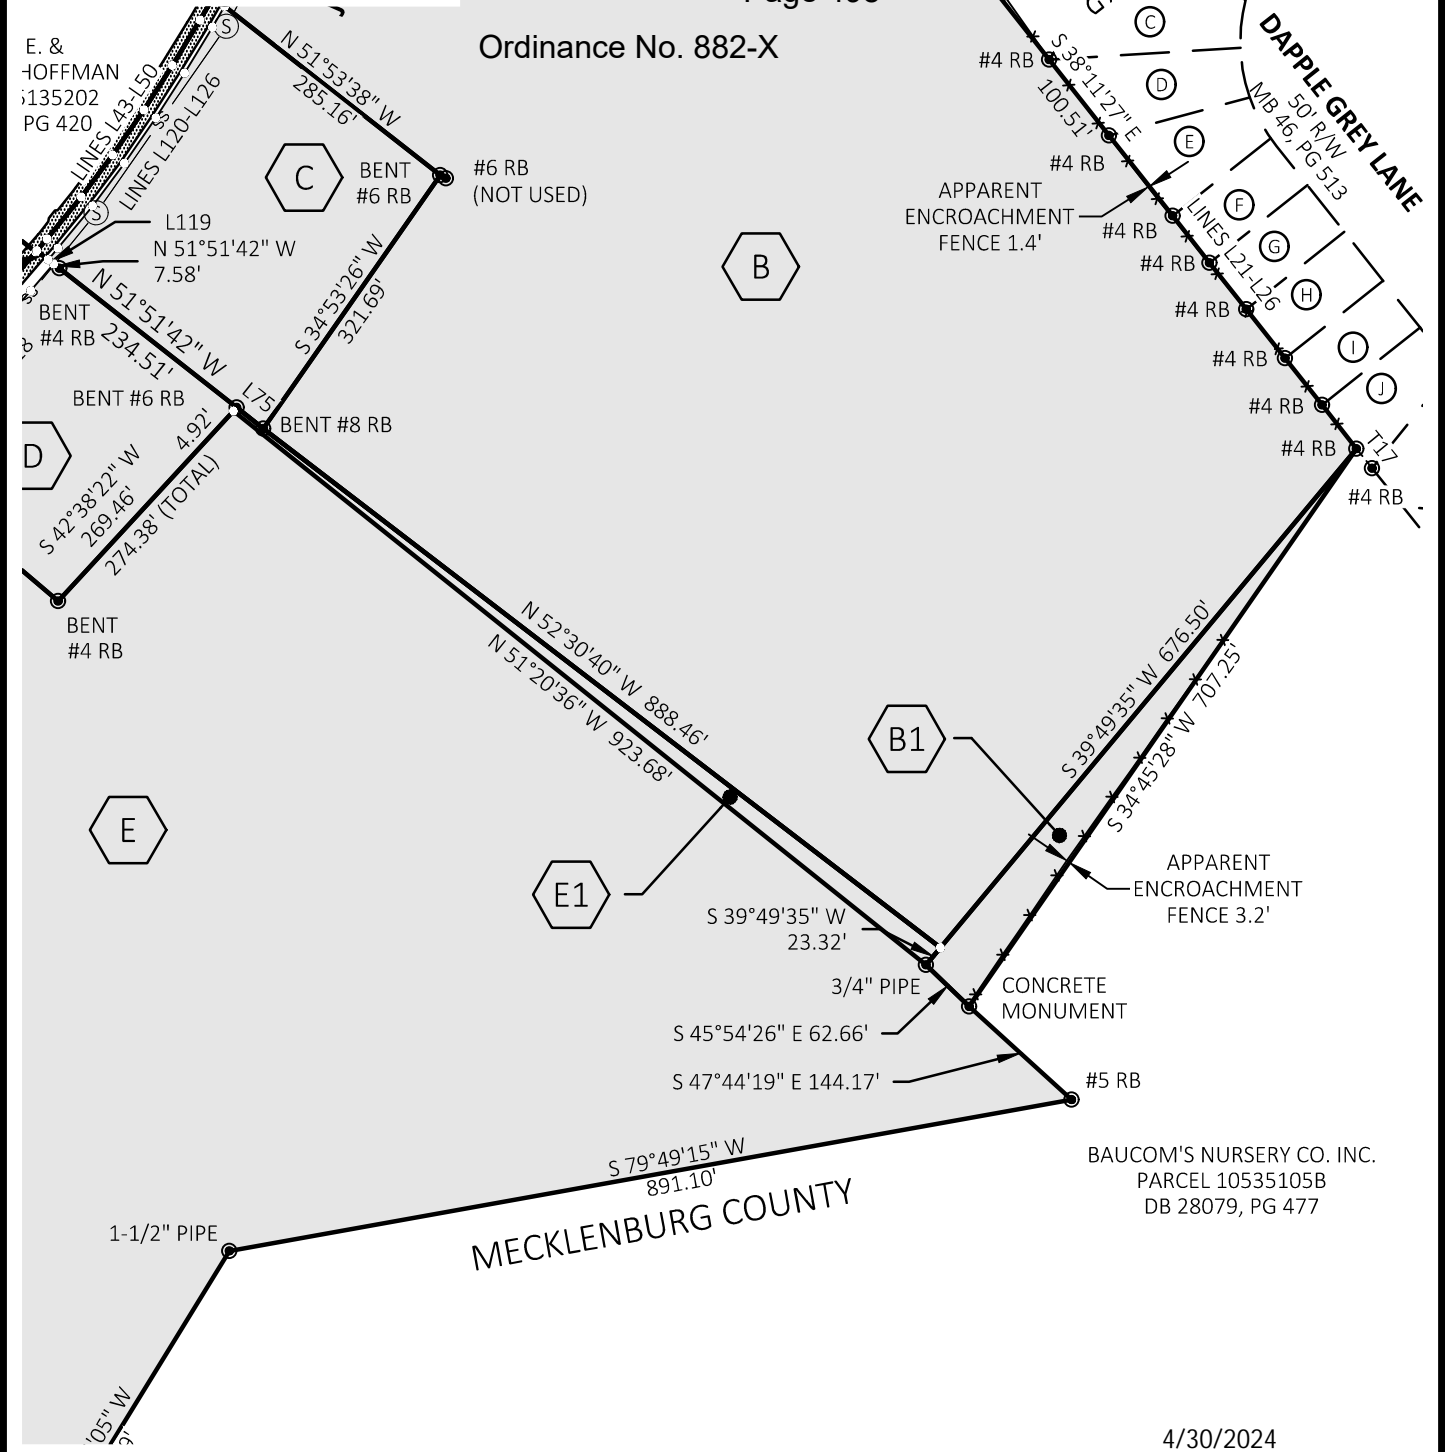 Ordinance No. 882-X
E. &
HOFFMAN
5135202
PG 420
LINES L43-L50
LINES L120-L126
SS
S
S
N 51°53'38" W
285.16'
C
BENT
#6 RB
#6 RB
(NOT USED)
L119
N 51°51'42" W
7.58'
BENT
#4 RB
N 51°51'42" W
234.51'
S 34°53'26" W
321.69'
BENT #6 RB
L75
BENT #8 RB
D
4.92'
S 42°38'22" W
269.46'
274.38' (TOTAL)
BENT
#4 RB
B
#4 RB
S 38°11'27" E
100.51'
#4 RB
APPARENT
ENCROACHMENT
FENCE 1.4'
#4 RB
LINES L21-L26
#4 RB
#4 RB
#4 RB
#4 RB
#4 RB
T17
#4 RB
G
C
D
E
F
G
H
I
J
DAPPLE GREY LANE
50' R/W
MB 46, PG 513
N 52°30'40" W 888.46'
N 51°20'36" W 923.68'
S 39°49'35" W 676.50'
S 34°45'28" W 707.25'
B1
E
E1
APPARENT
ENCROACHMENT
FENCE 3.2'
S 39°49'35" W
23.32'
3/4" PIPE
CONCRETE
MONUMENT
S 45°54'26" E 62.66'
S 47°44'19" E 144.17'
#5 RB
S 79°49'15" W
891.10'
MECKLENBURG COUNTY
1-1/2" PIPE
BAUCOM'S NURSERY CO. INC.
PARCEL 10535105B
DB 28079, PG 477
'05" W
9'
4/30/2024